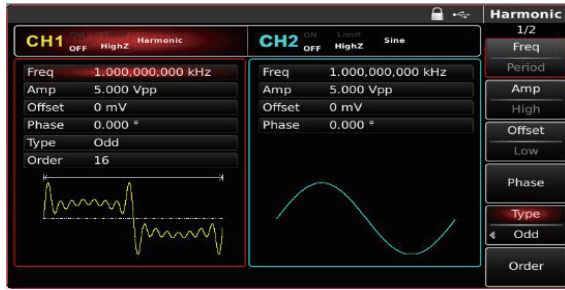 Harmonic
1/2
CH1 ON OFF HighZ Harmonic
CH2 ON OFF Limit HighZ Sine
Freq 1.000,000,000 kHz
Amp 5.000 Vpp
Offset 0 mV
Phase 0.000 °
Type Odd
Order 16
Freq 1.000,000,000 kHz
Amp 5.000 Vpp
Offset 0 mV
Phase 0.000 °
Freq
Period
Amp
High
Offset
Low
Phase
Type
Odd
Order